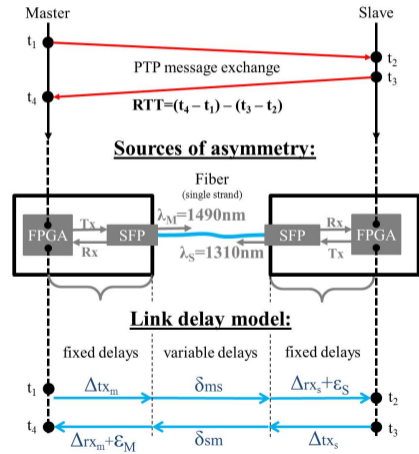 Master Slave
t1
t2
PTP message exchange
t3
t4
RTT=(t4 – t1) – (t3 – t2)
Sources of asymmetry:
Fiber
(single strand)
λM=1490nm
Tx Rx
FPGA SFP SFP FPGA
Rx Tx
λS=1310nm
Link delay model:
fixed delays variable delays fixed delays
t1 Δtxm δms Δrxs+εS t2
t4 Δrxm+εM δsm Δtxs t3